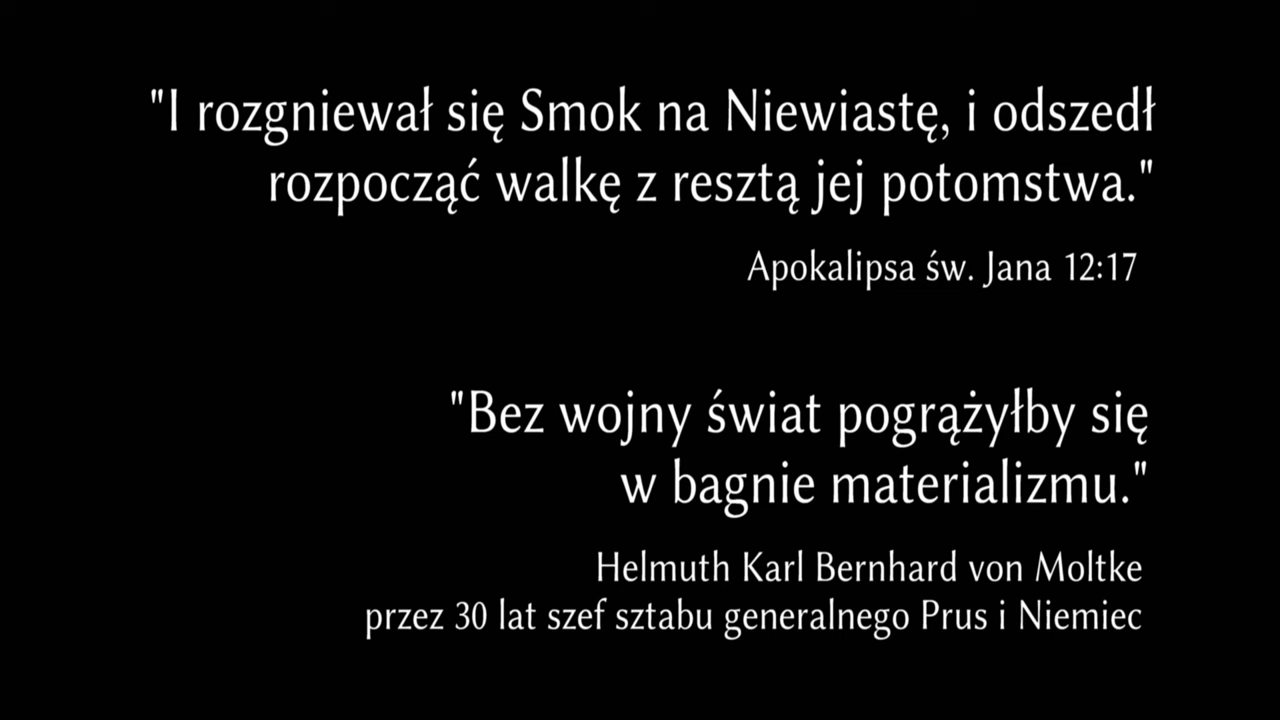 "I rozgniewał się Smok na Niewiastę, i odszedł
rozpocząć walkę z resztą jej potomstwa."
Apokalipsa św. Jana 12:17
"Bez wojny świat pogrążyłby się
w bagnie materializmu."
Helmuth Karl Bernhard von Moltke
przez 30 lat szef sztabu generalnego Prus i Niemiec